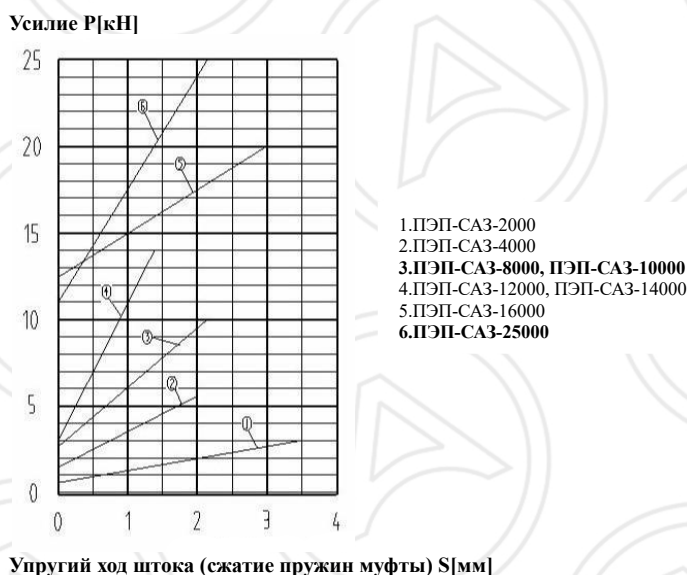 Усилие P[кН]
25
20
15
10
5
0
0 1 2 3 4
6
5
4
3
2
1
1.ПЭП-САЗ-2000
2.ПЭП-САЗ-4000
3.ПЭП-САЗ-8000, ПЭП-САЗ-10000
4.ПЭП-САЗ-12000, ПЭП-САЗ-14000
5.ПЭП-САЗ-16000
6.ПЭП-САЗ-25000
Упругий ход штока (сжатие пружин муфты) S[мм]